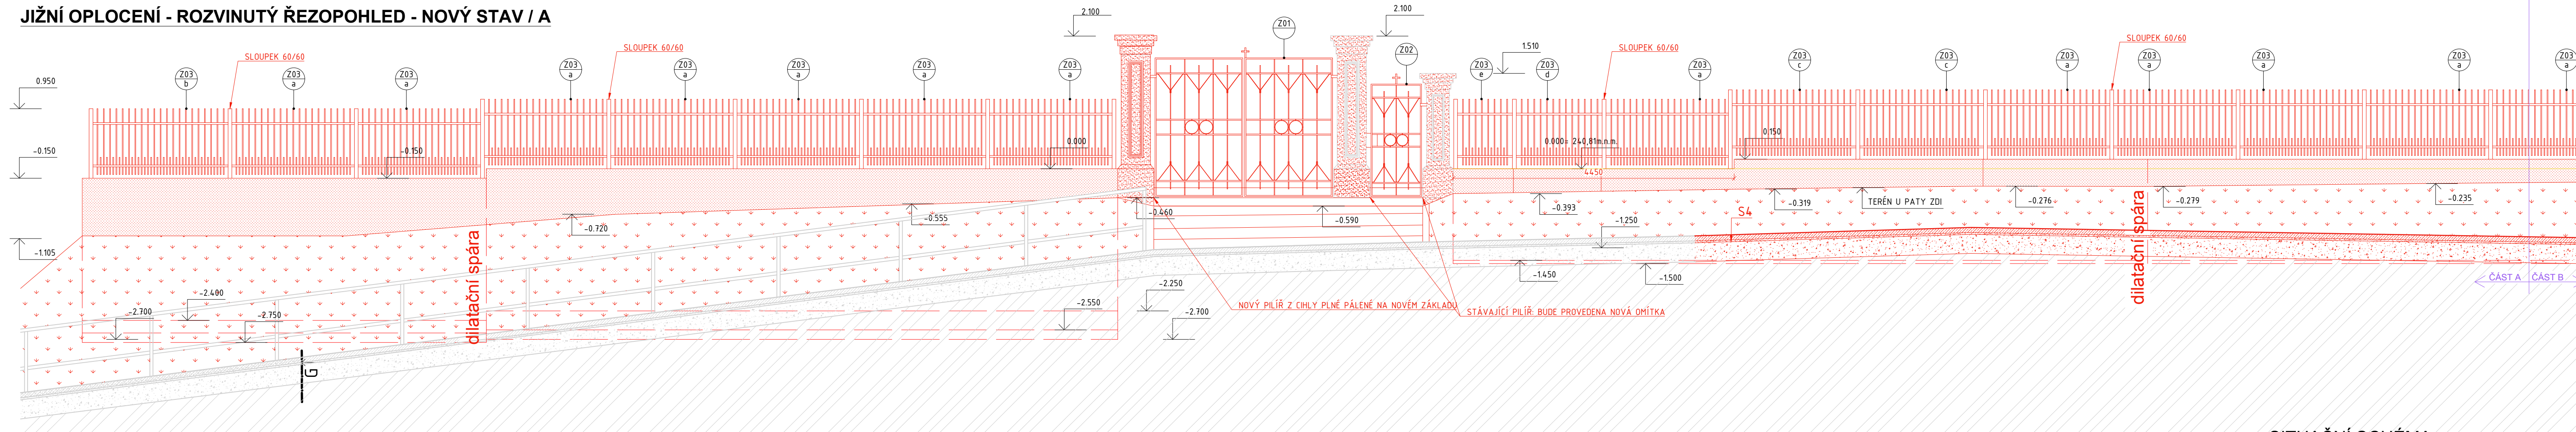 JIŽNÍ OPLOCENÍ - ROZVINUTÝ ŘEZOPOHLED - NOVÝ STAV / A
2.100
2.100
Z01
Z02
SLOUPEK 60/60
SLOUPEK 60/60
SLOUPEK 60/60
SLOUPEK 60/60
1.510
0.950
Z03 b
Z03 a
Z03 a
Z03 a
Z03 a
Z03 a
Z03 a
Z03 a
Z03 e
Z03 d
Z03 a
Z03 c
Z03 c
Z03 a
Z03 a
Z03 a
Z03 a
Z03 a
-0.150
-0.150
0.000
0.000= 240,81m.n.m.
0.150
4450
-0.720
-0.555
-0.460
-0.590
-0.393
-0.319
TERÉN U PATY ZDI
-0.276
-0.279
-0.235
S4
-1.105
-1.250
-1.450
-1.500
dilatační spára
dilatační spára
ČÁST A
ČÁST B
-2.400
-2.700
-2.750
-2.550
-2.250
-2.700
NOVÝ PILÍŘ Z CIHLY PLNÉ PÁLENÉ NA NOVÉM ZÁKLADU
STÁVAJÍCÍ PILÍŘ: BUDE PROVEDENA NOVÁ OMÍTKA
G